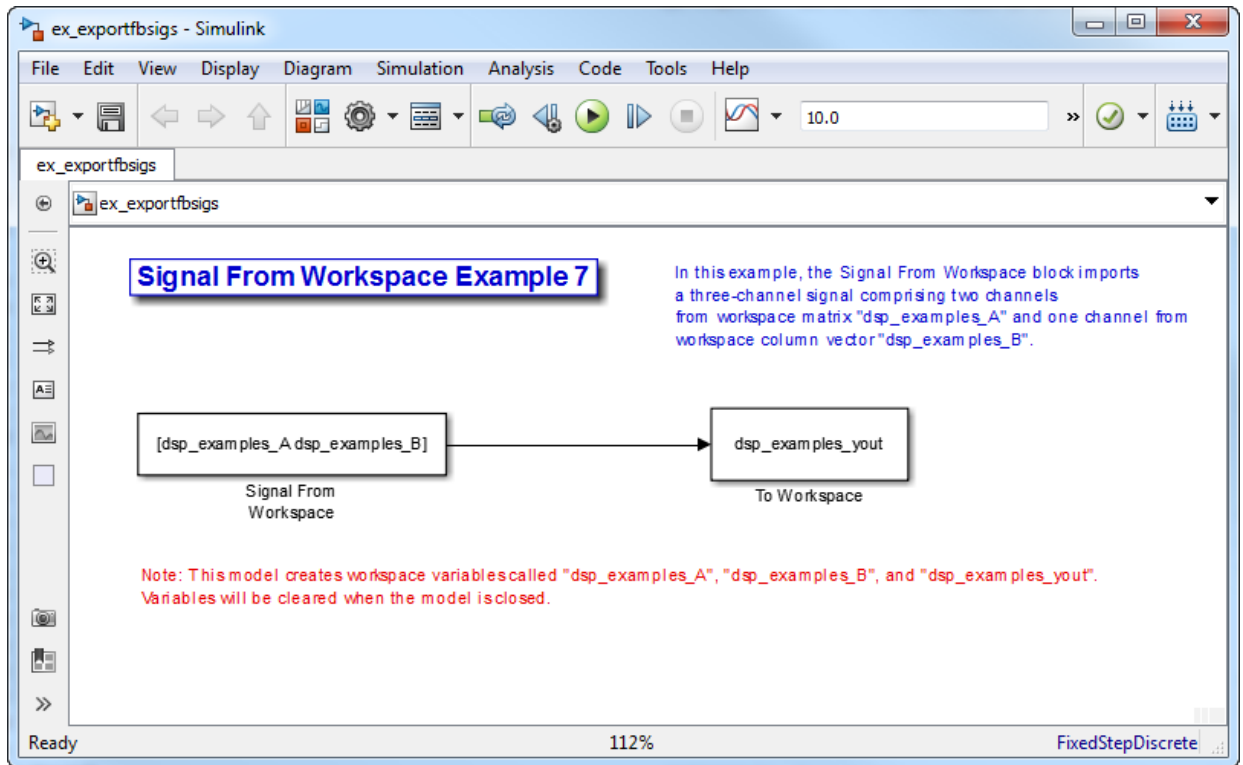 ex_exportfbsigs - Simulink
File Edit View Display Diagram Simulation Analysis Code Tools Help
10.0
ex_exportfbsigs
ex_exportfbsigs
Signal From Workspace Example 7
In this example, the Signal From Workspace block imports
a three-channel signal comprising two channels
from workspace matrix "dsp_examples_A" and one channel from
workspace column vector "dsp_examples_B".
[dsp_examples_A dsp_examples_B]
dsp_examples_yout
Signal From
Workspace
To Workspace
Note: This model creates workspace variables called "dsp_examples_A", "dsp_examples_B", and "dsp_examples_yout".
Variables will be cleared when the model is closed.
Ready 112% FixedStepDiscrete